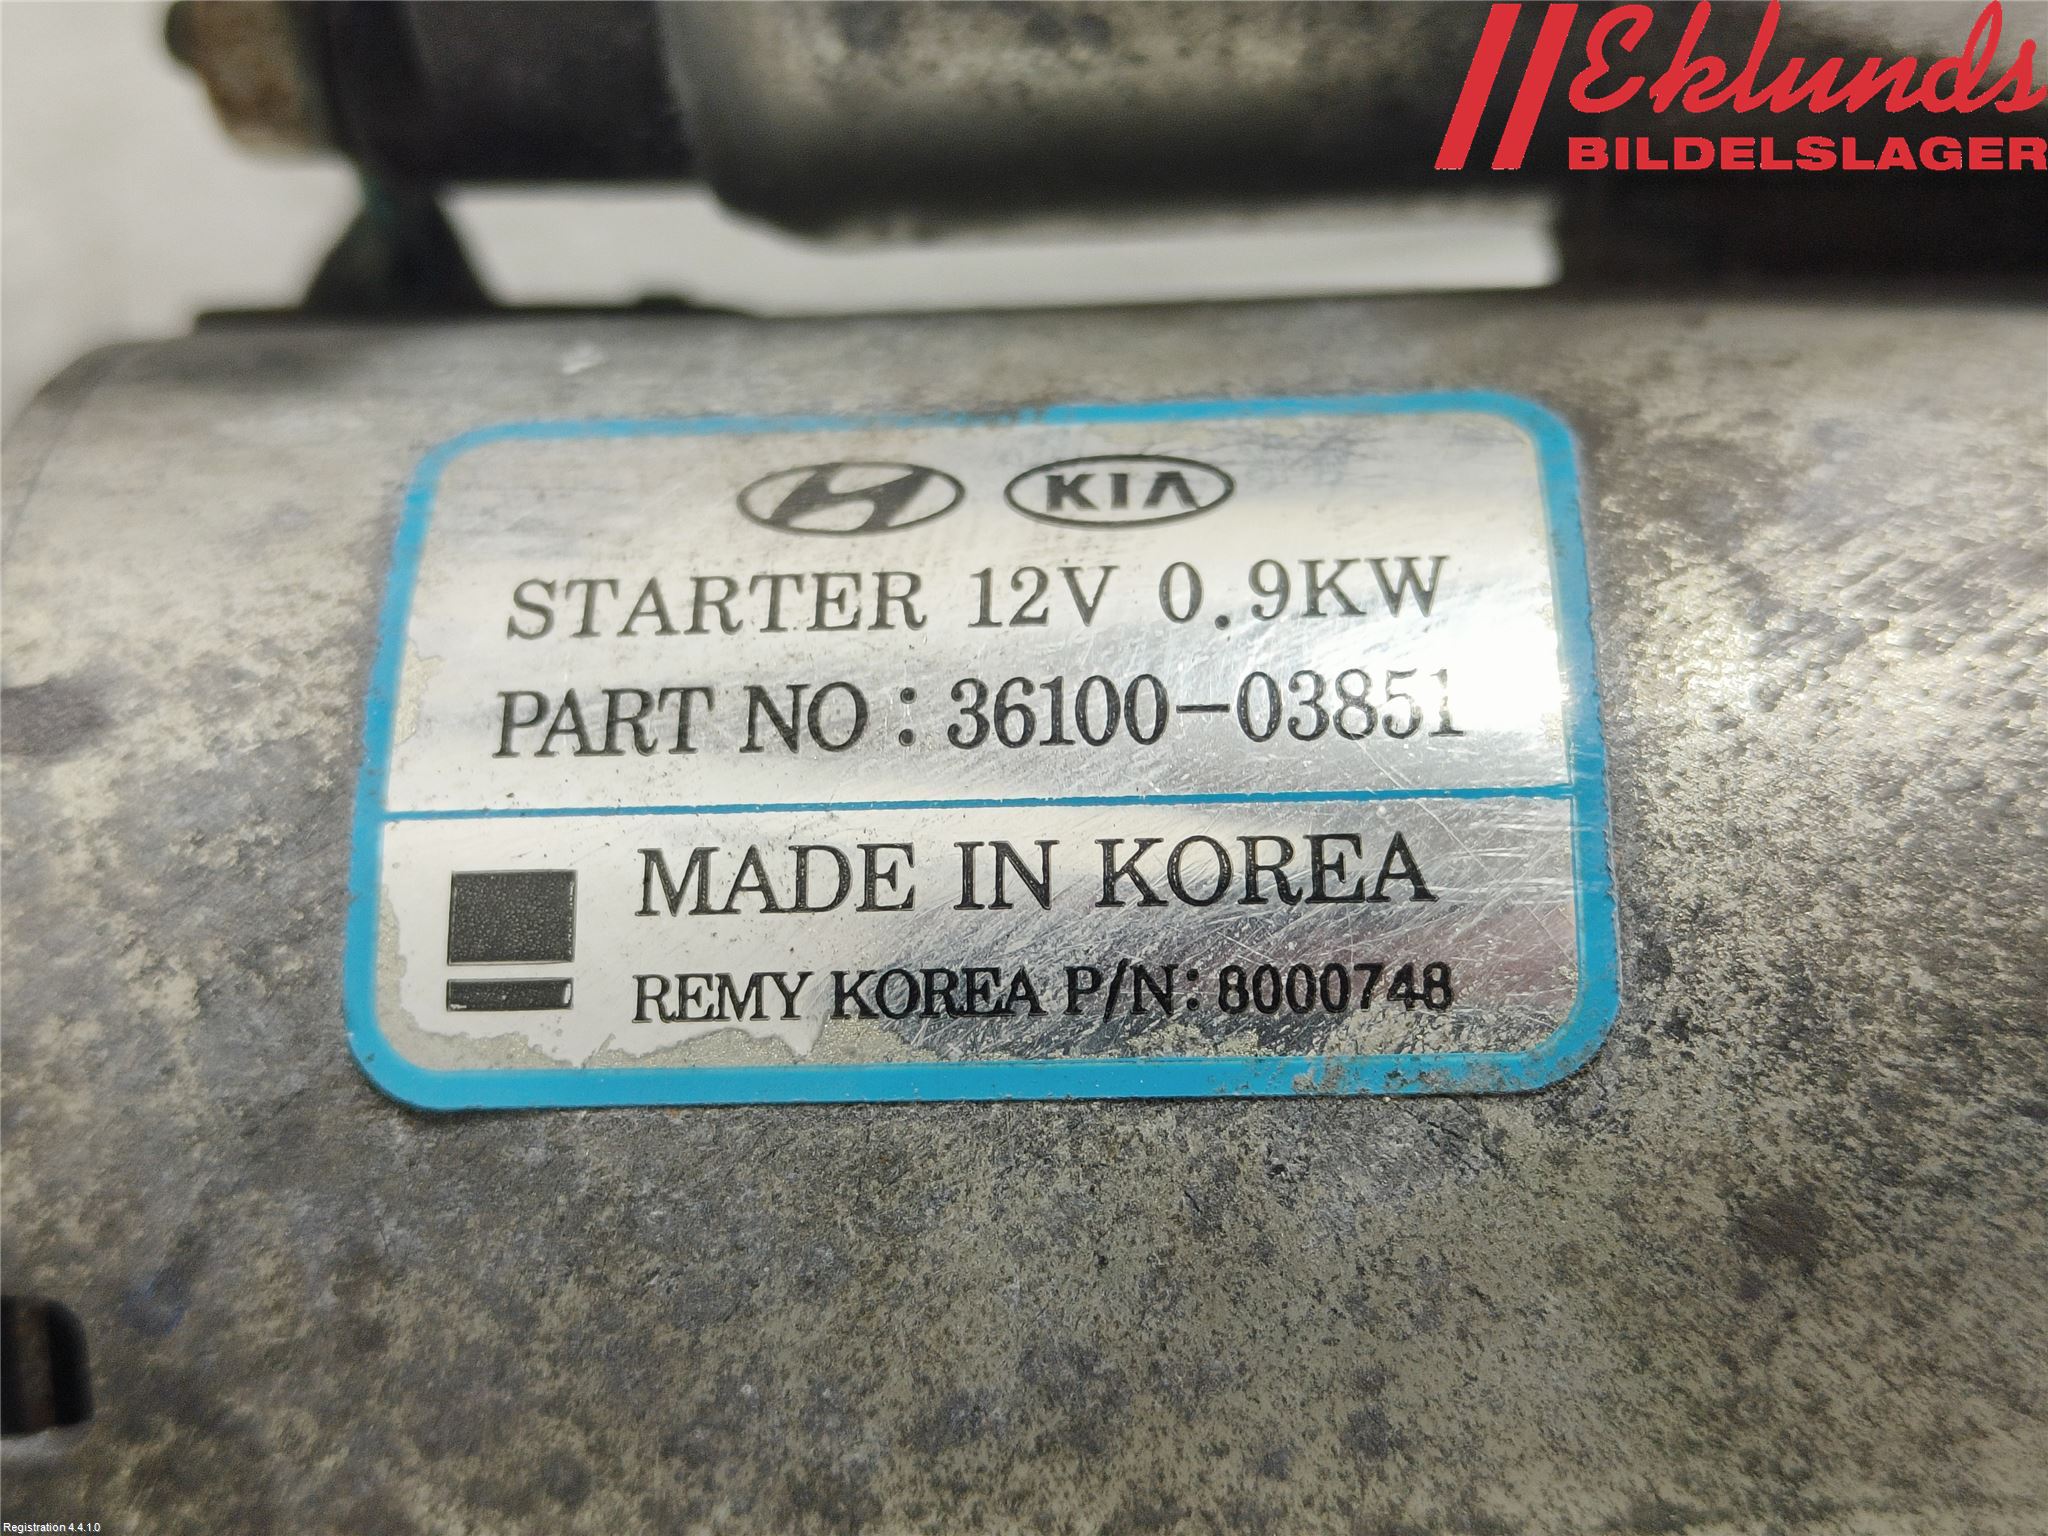 Eklunds
BILDELSLAGER
KIA
STARTER 12V 0.9KW
PART NO : 36100-03851
MADE IN KOREA
REMY KOREA P/N: 8000748
Registration 4.4.1.0